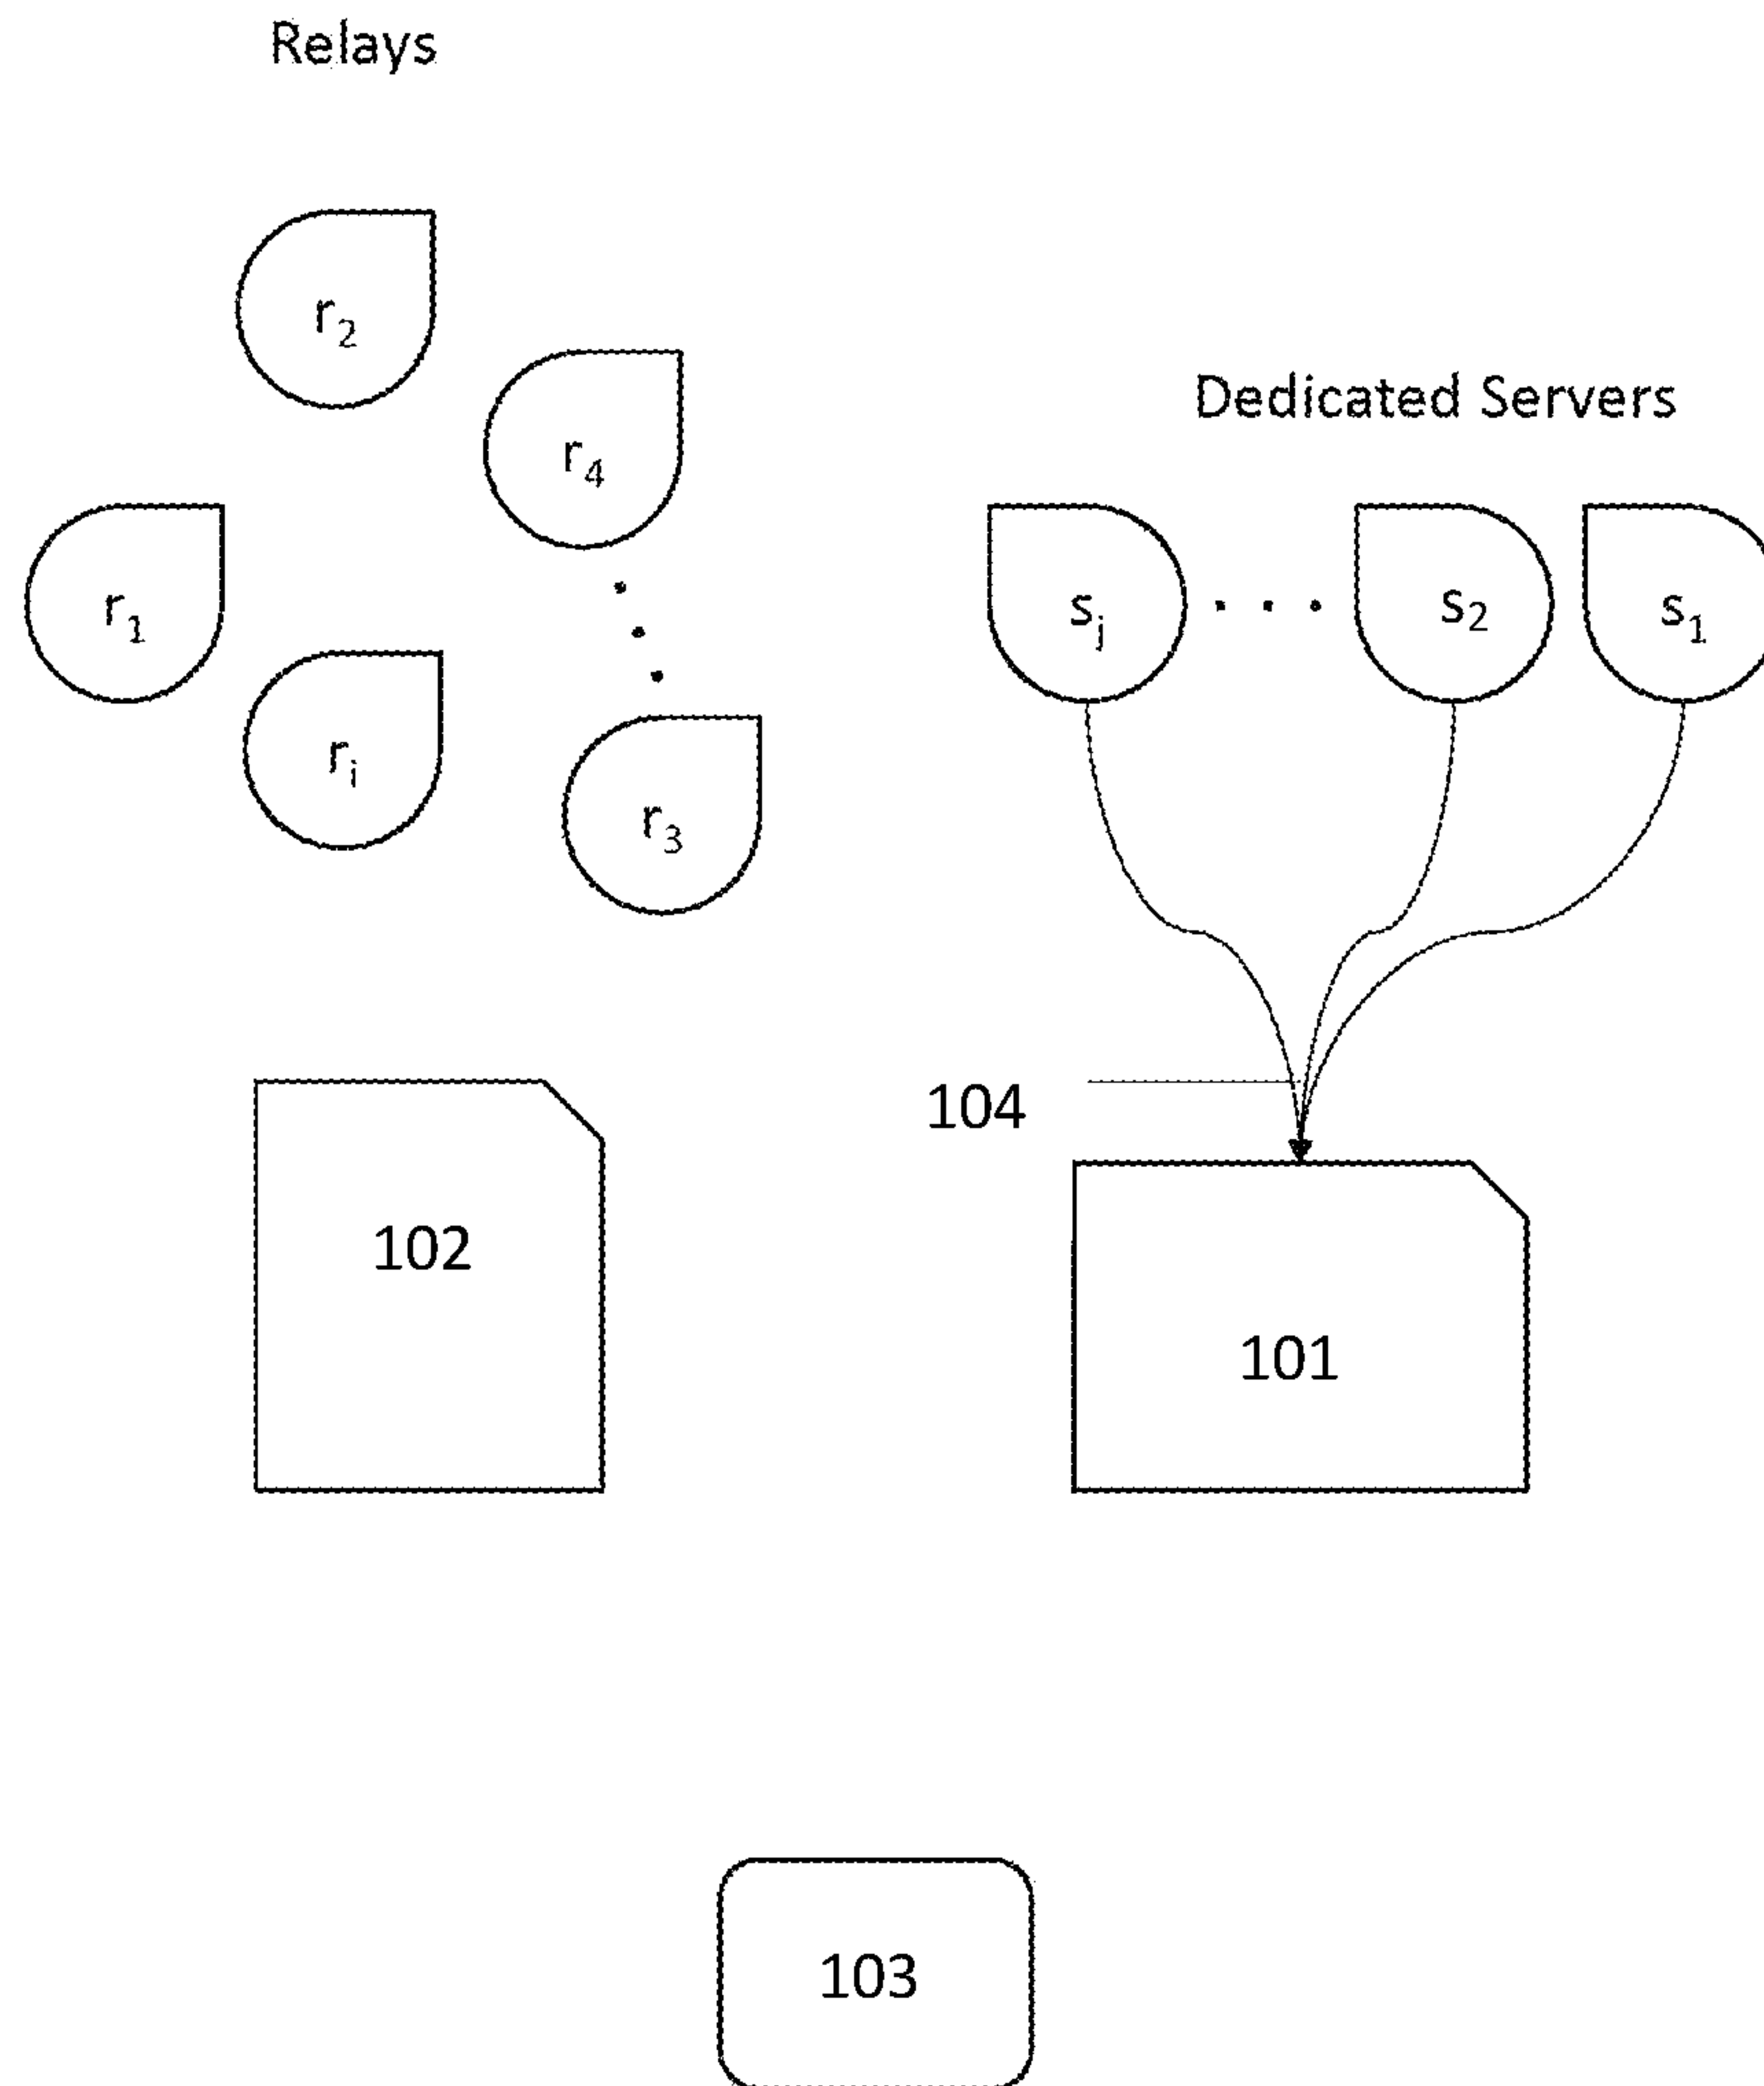 Relays
r2
r4
Dedicated Servers
r1
sj
s2
s1
ri
r3
104
102
101
103